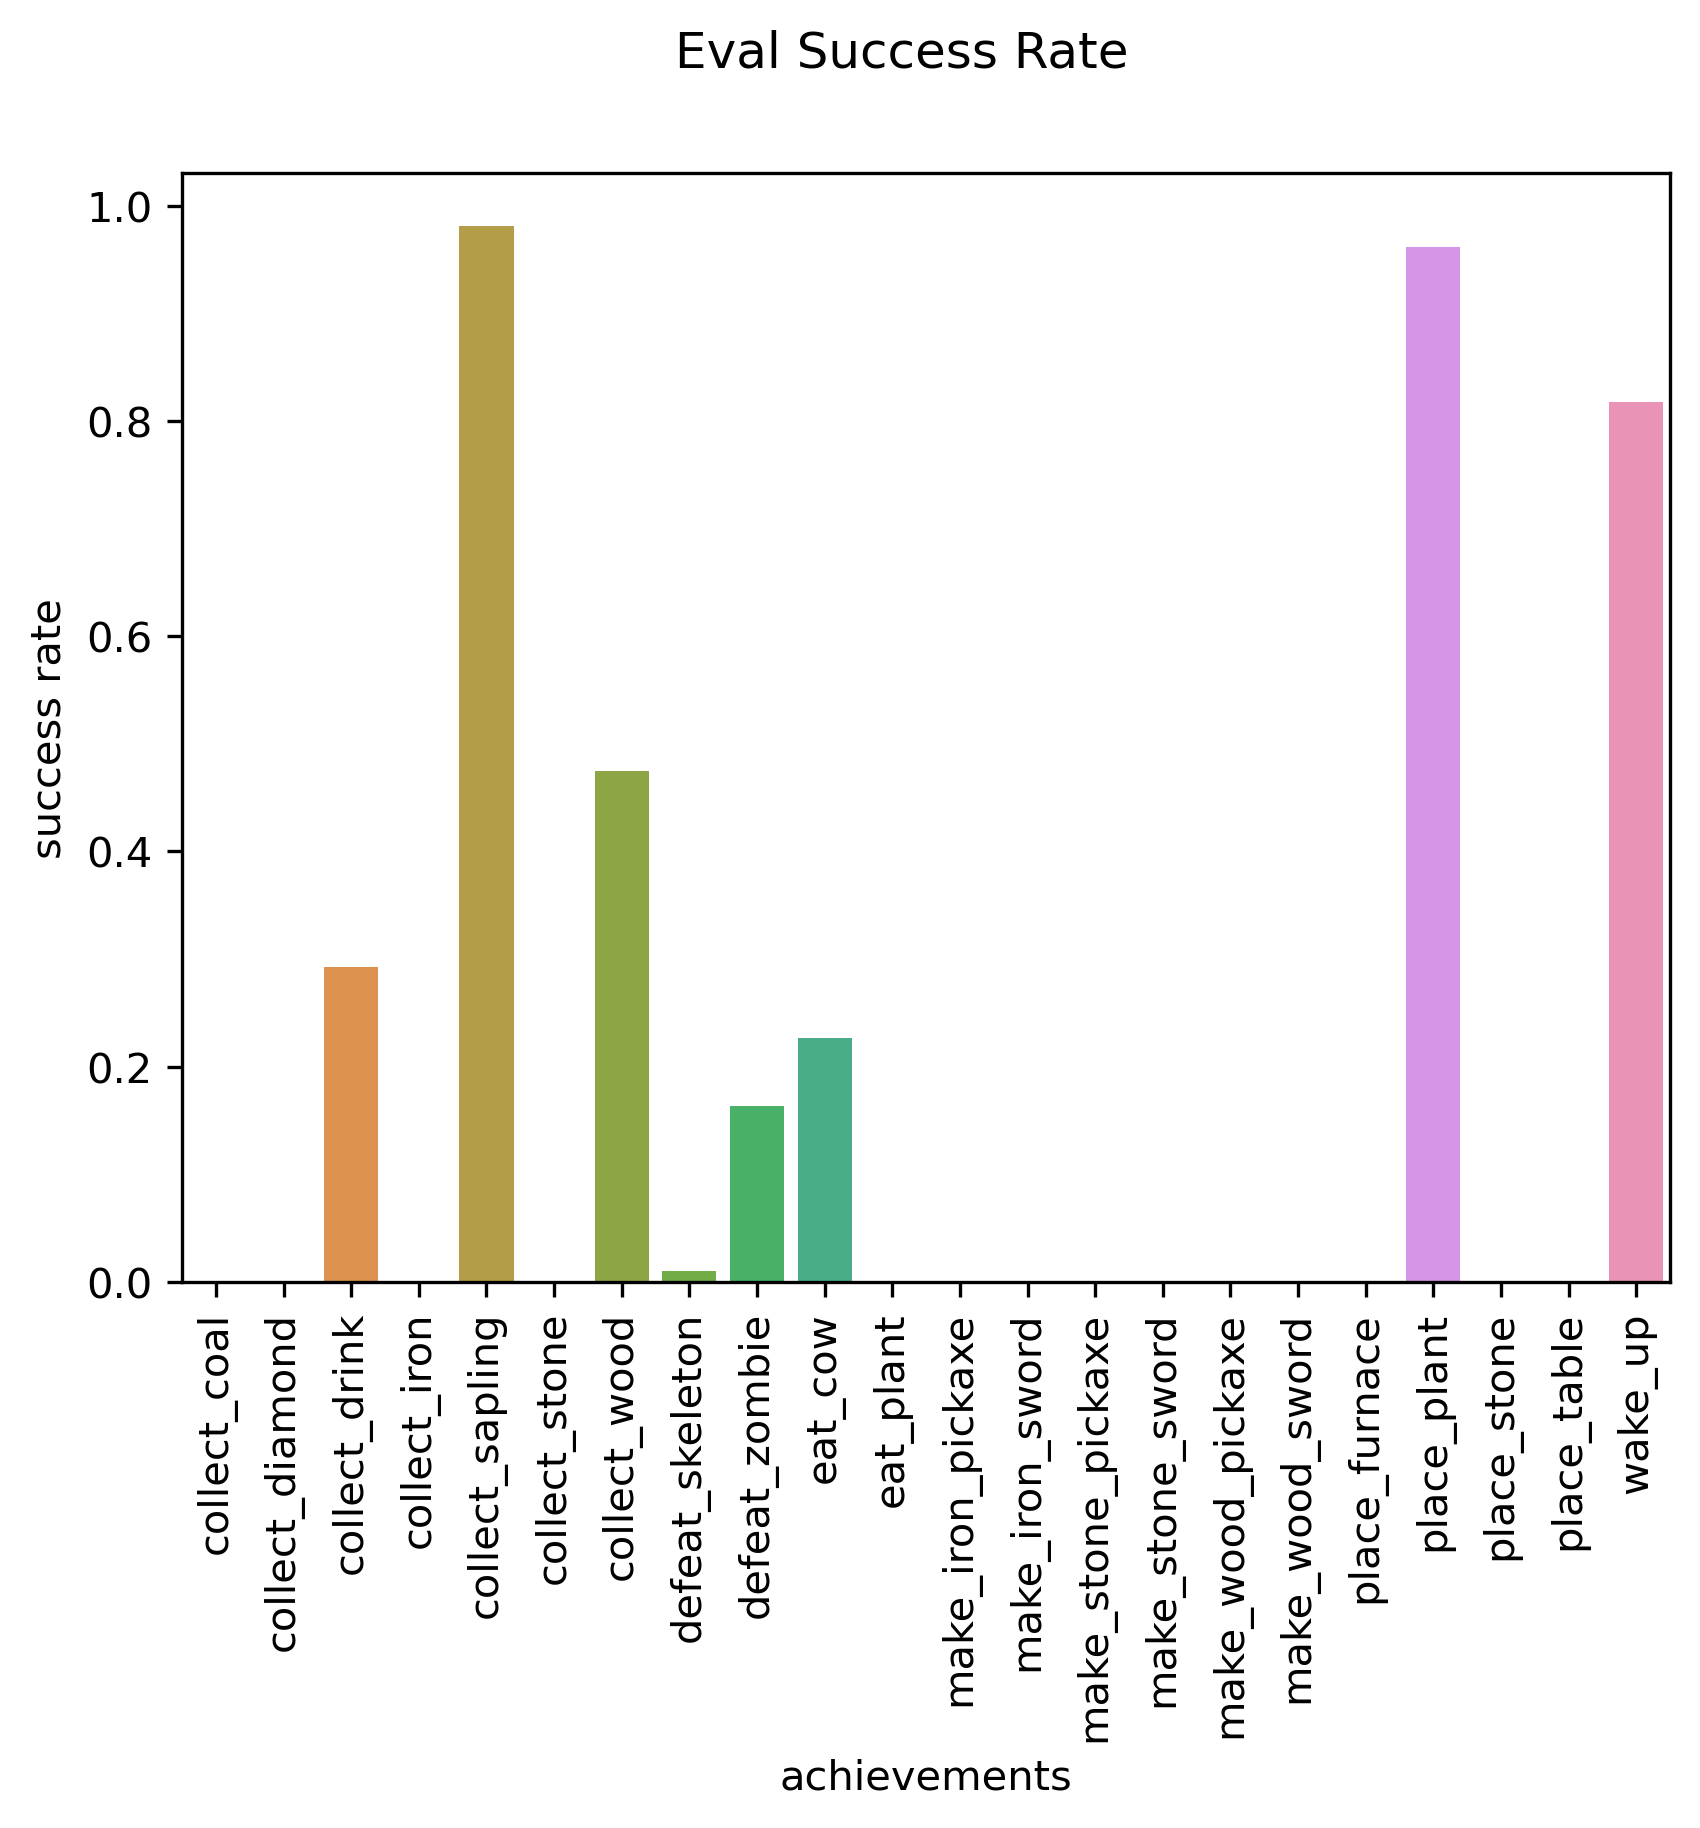 Eval Success Rate
1.0
0.8
0.6
0.4
0.2
0.0
success rate
collect_coal
collect_diamond
collect_drink
collect_iron
collect_sapling
collect_stone
collect_wood
defeat_skeleton
defeat_zombie
eat_cow
eat_plant
make_iron_pickaxe
make_iron_sword
make_stone_pickaxe
make_stone_sword
make_wood_pickaxe
make_wood_sword
place_furnace
place_plant
place_stone
place_table
wake_up
achievements